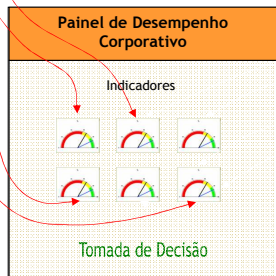 Painel de Desempenho
Corporativo
Indicadores
Tomada de Decisão